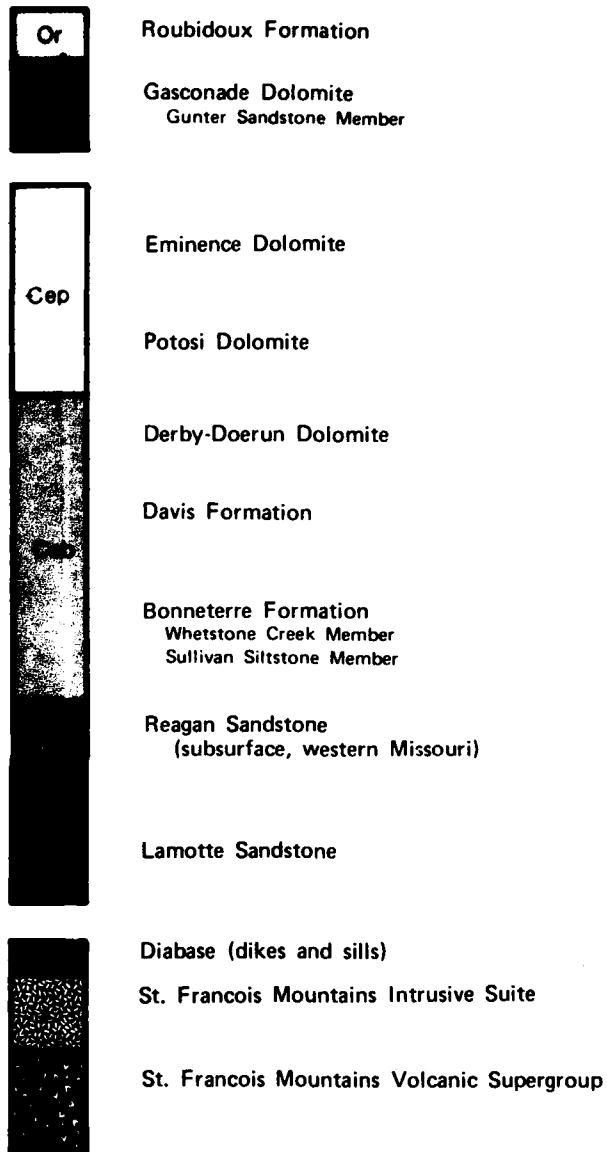 Or
Roubidoux Formation
Gasconade Dolomite
Gunter Sandstone Member
Eminence Dolomite
Єep
Potosi Dolomite
Derby-Doerun Dolomite
Davis Formation
Bonneterre Formation
Whetstone Creek Member
Sullivan Siltstone Member
Reagan Sandstone
(subsurface, western Missouri)
Lamotte Sandstone
Diabase (dikes and sills)
St. Francois Mountains Intrusive Suite
St. Francois Mountains Volcanic Supergroup